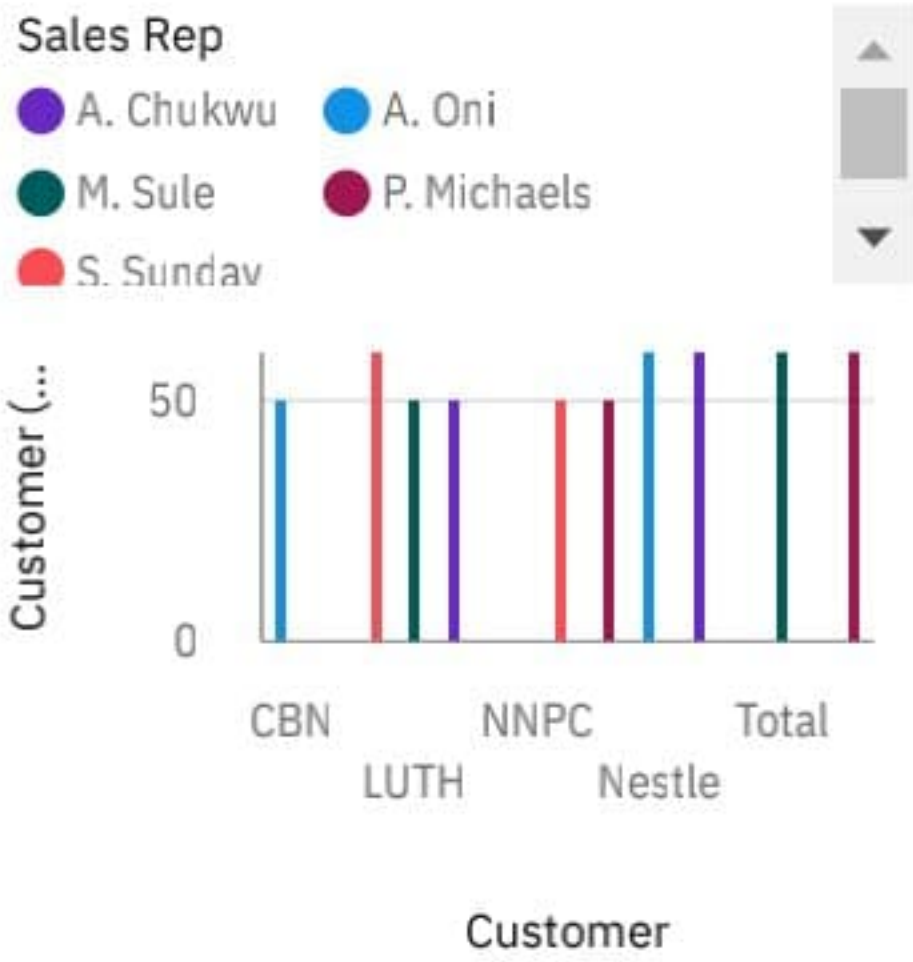 Sales Rep
A. Chukwu A. Oni
M. Sule P. Michaels
S. Sunday
Customer (...
50
0
CBN NNPC Total
LUTH Nestle
Customer